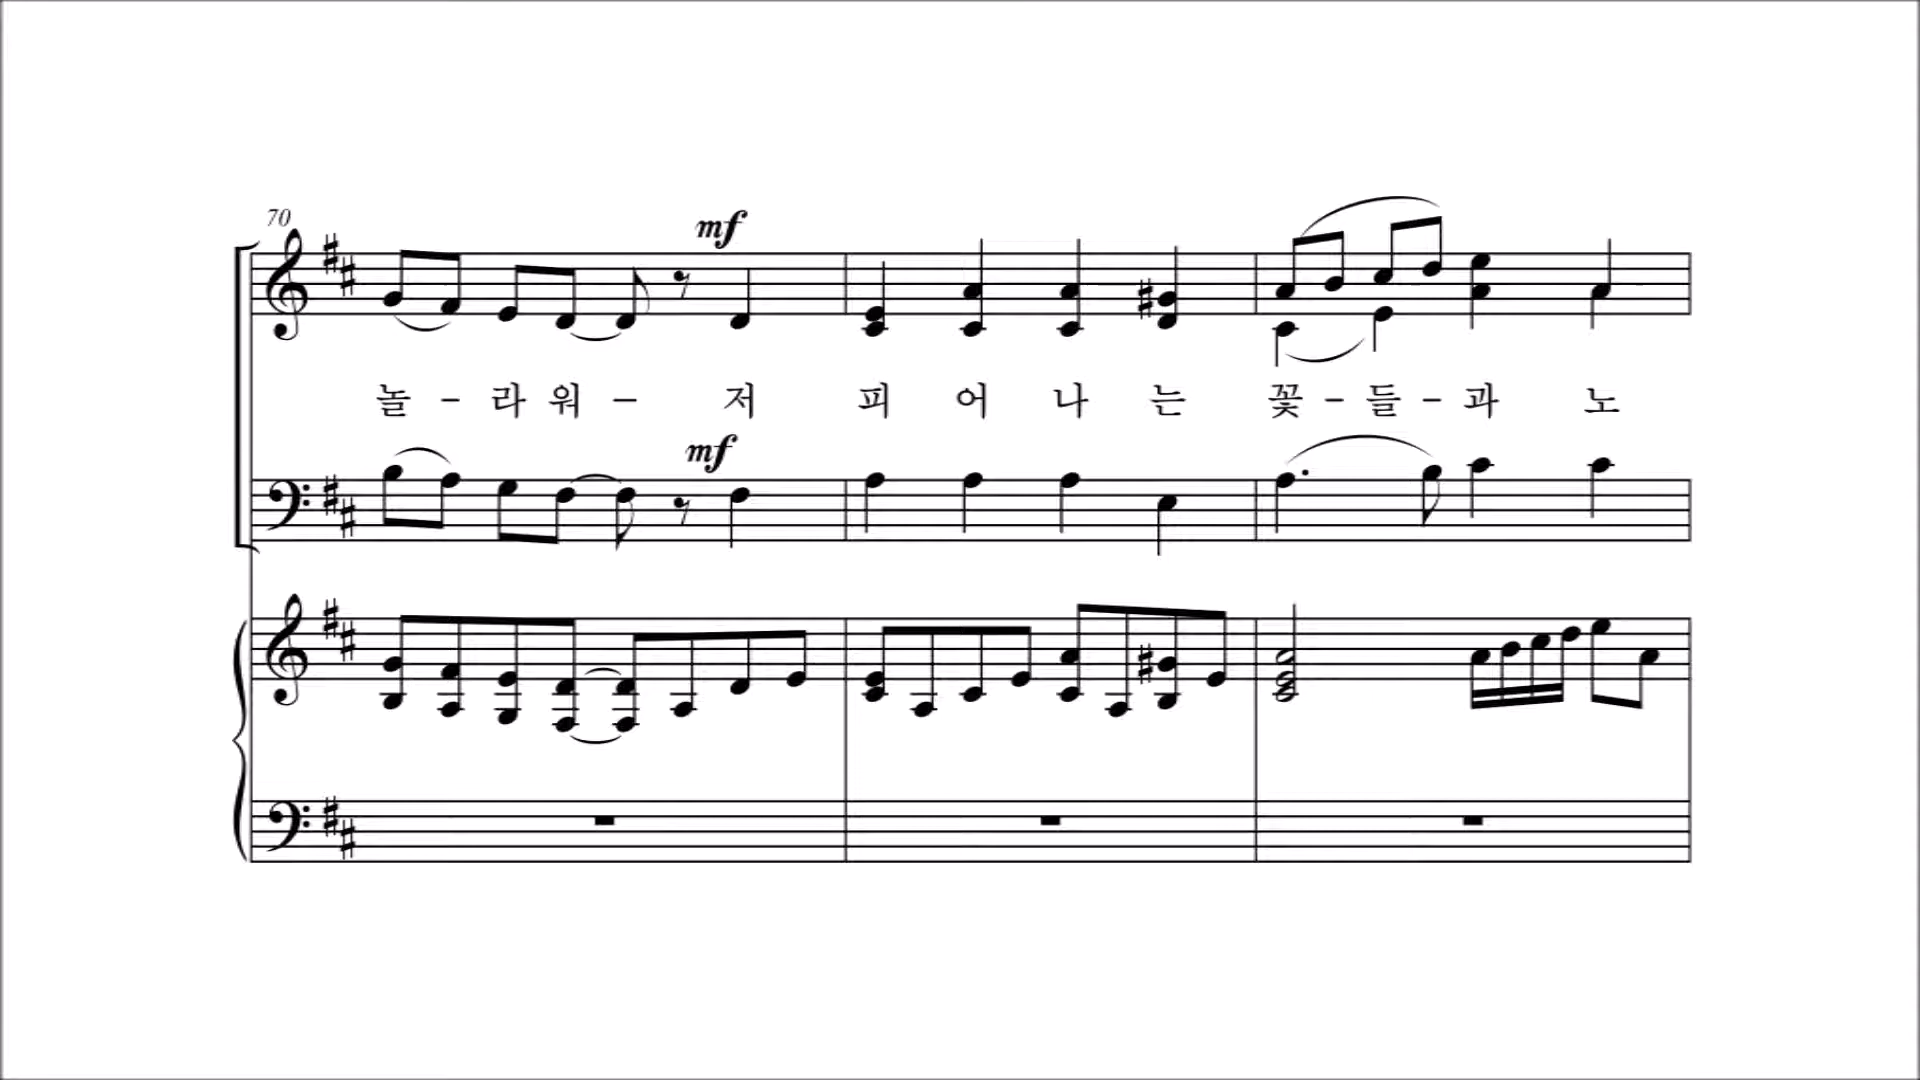 70
mf
놀 - 라 워 - 저 피 어 나 는 꽃 - 들 - 과 노
mf